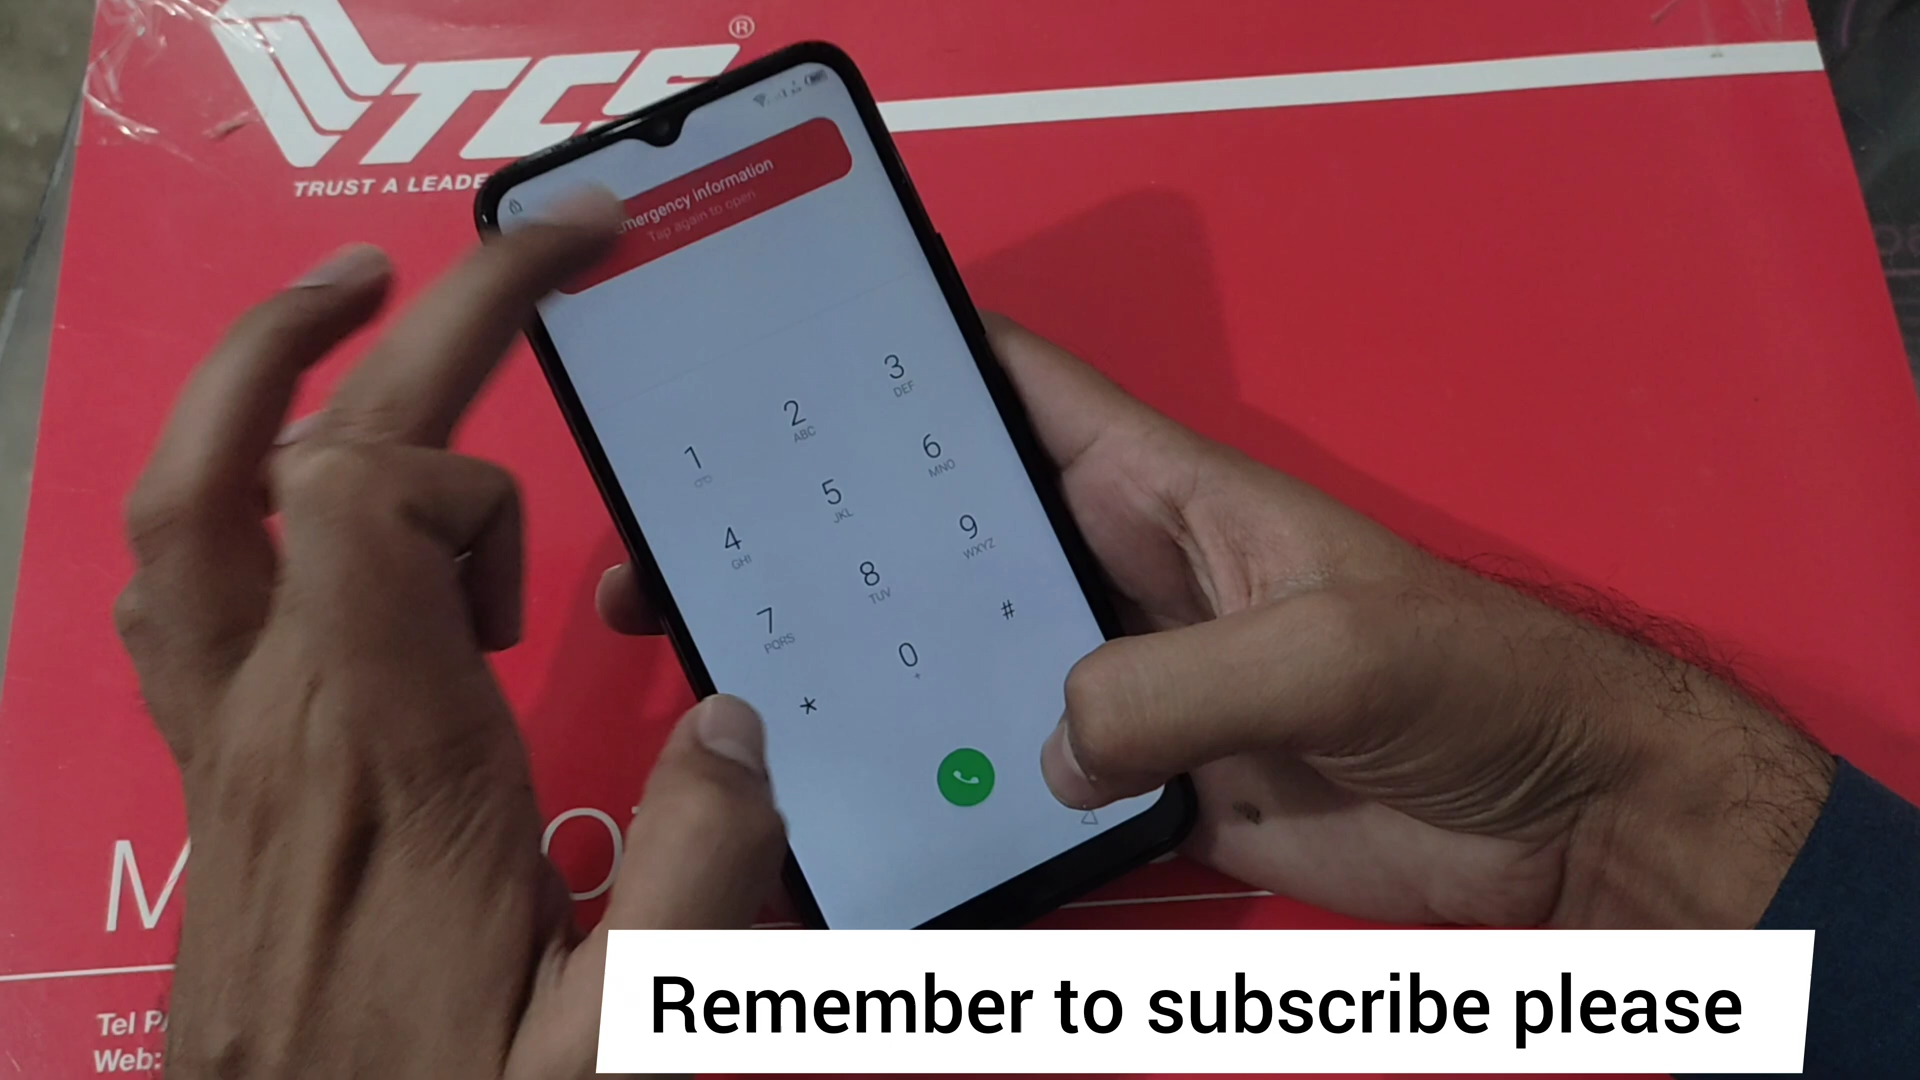 TCS ®
TRUST A LEADE
Emergency information
Tap again to open
1
2 ABC
3 DEF
4 GHI
5 JKL
6 MNO
7 PQRS
8 TUV
9 WXYZ
*
0 +
#
M
Tel
Web:
Remember to subscribe please